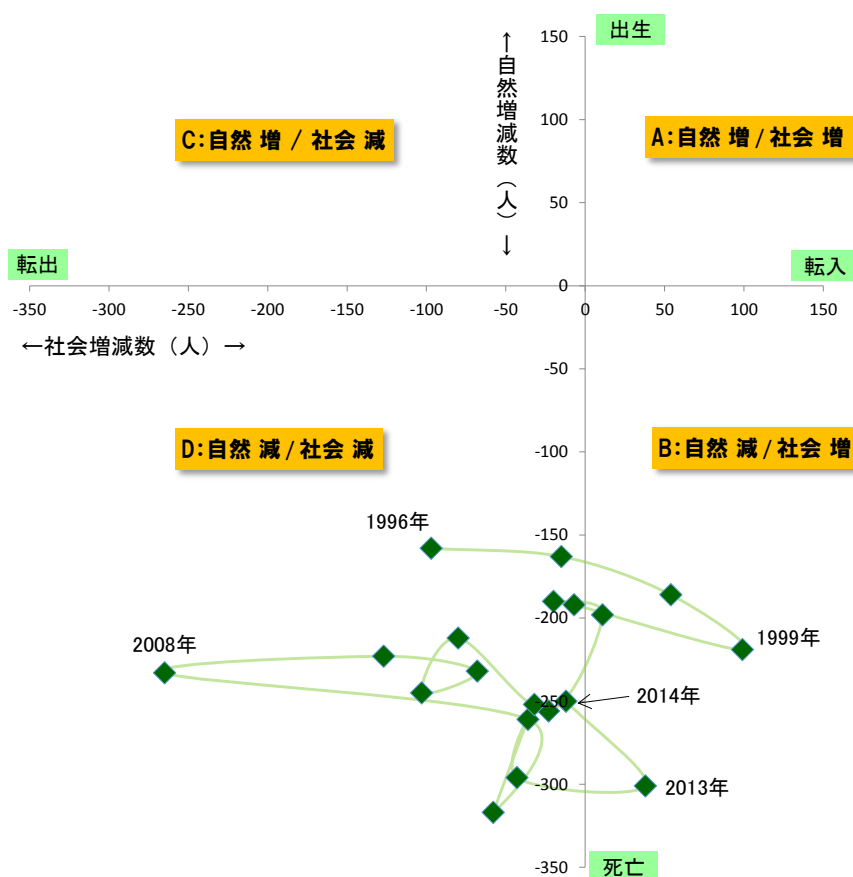 出生
↑自然増減数（人）↓
150
100
50
0
-50
-100
-150
-200
-250
-300
-350
C:自然 増 / 社会 減
A:自然 増 / 社会 増
転出
転入
-350
-300
-250
-200
-150
-100
-50
0
50
100
150
←社会増減数（人）→
D:自然 減 / 社会 減
B:自然 減 / 社会 増
1996年
1999年
2008年
2014年
2013年
死亡